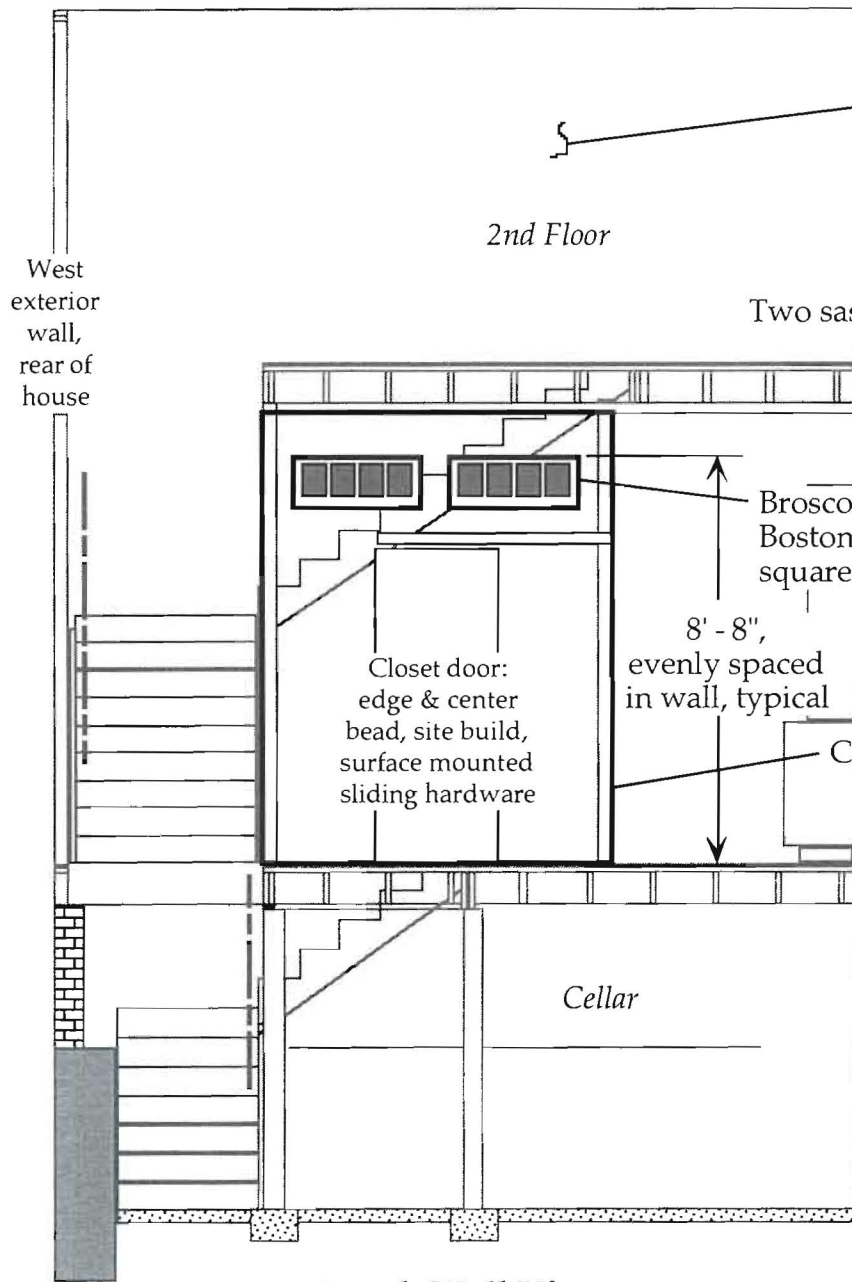 2nd Floor
West
exterior
wall,
rear of
house
Two
Brosco
Boston
square
8' - 8",
evenly spaced
in wall, typical
Closet door:
edge & center
bead, site build,
surface mounted
sliding hardware
C
Cellar